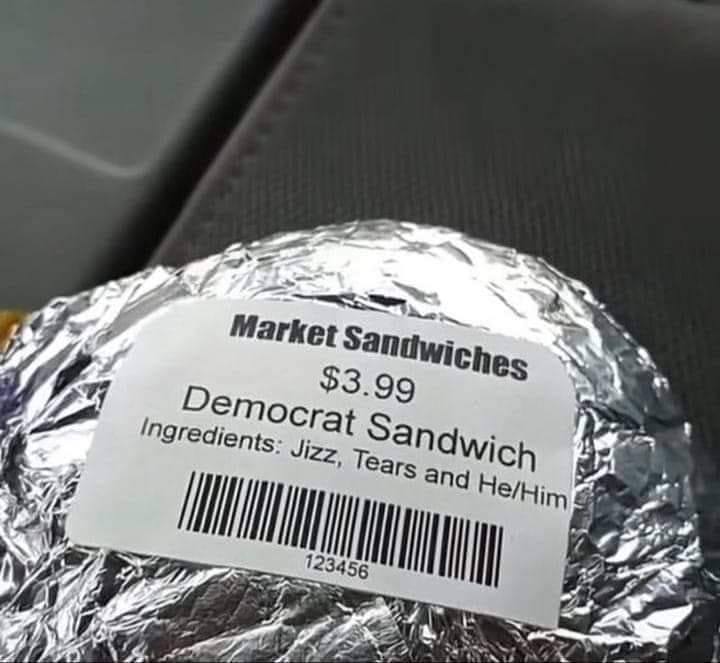 Market Sandwiches
$3.99
Democrat Sandwich
Ingredients: Jizz, Tears and He/Him
123456